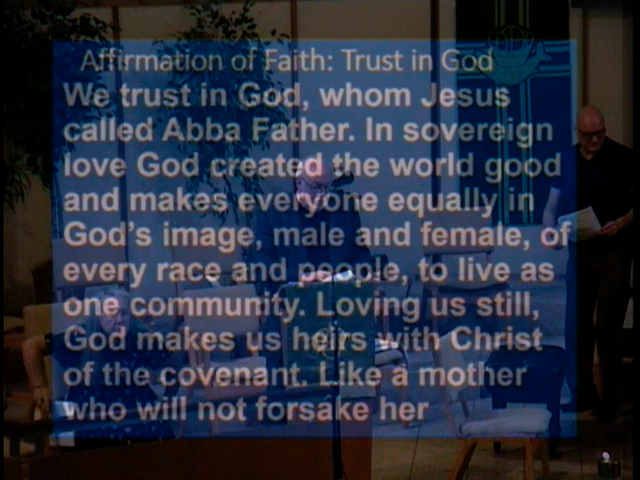 Affirmation of Faith: Trust in God
We trust in God, whom Jesus
called Abba Father. In sovereign
love God created the world good
and makes everyone equally in
God's image, male and female, of
every race and people, to live as
one community. Loving us still,
God makes us heirs with Christ
of the covenant. Like a mother
who will not forsake her